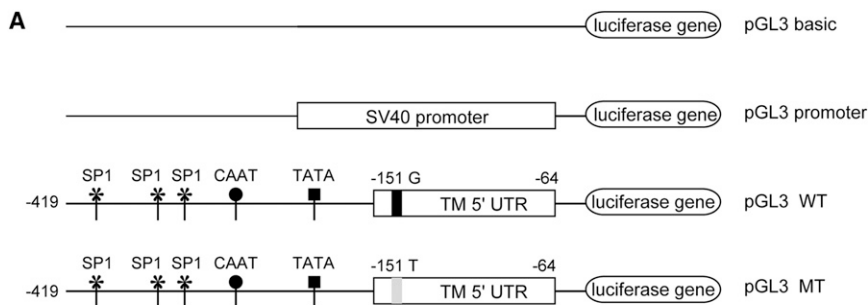 A
luciferase gene pGL3 basic
SV40 promoter luciferase gene pGL3 promoter
SP1 SP1 SP1 CAAT TATA -151 G -64
-419 TM 5' UTR luciferase gene pGL3 WT
SP1 SP1 SP1 CAAT TATA -151 T -64
-419 TM 5' UTR luciferase gene pGL3 MT